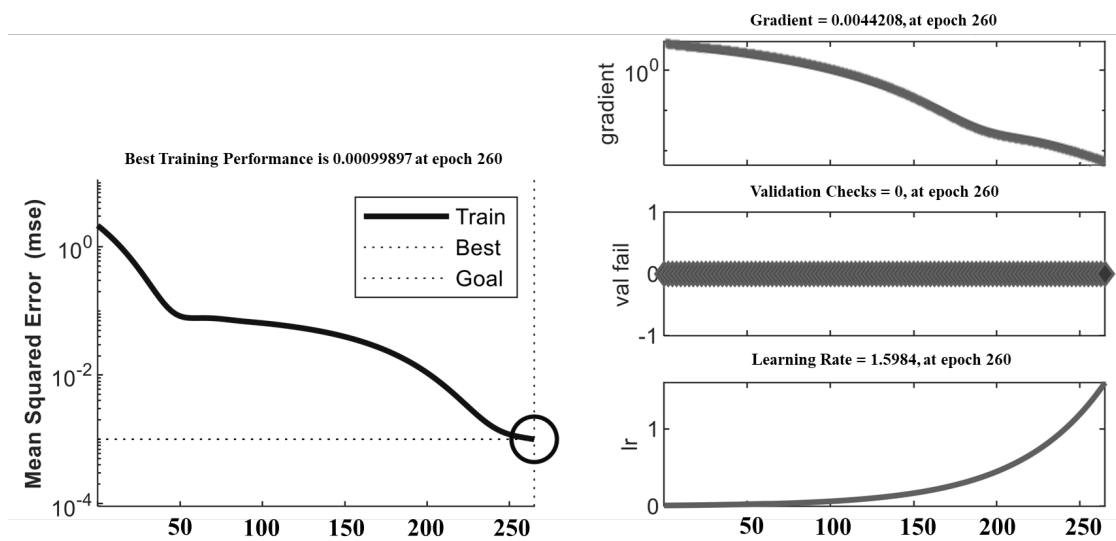 Best Training Performance is 0.00099897 at epoch 260
Mean Squared Error (mse)
10^0
10^-2
10^-4
Train
Best
Goal
50 100 150 200 250
Gradient = 0.0044208, at epoch 260
gradient
10^0
Validation Checks = 0, at epoch 260
val fail
1
0
-1
Learning Rate = 1.5984, at epoch 260
lr
1
0
50 100 150 200 250